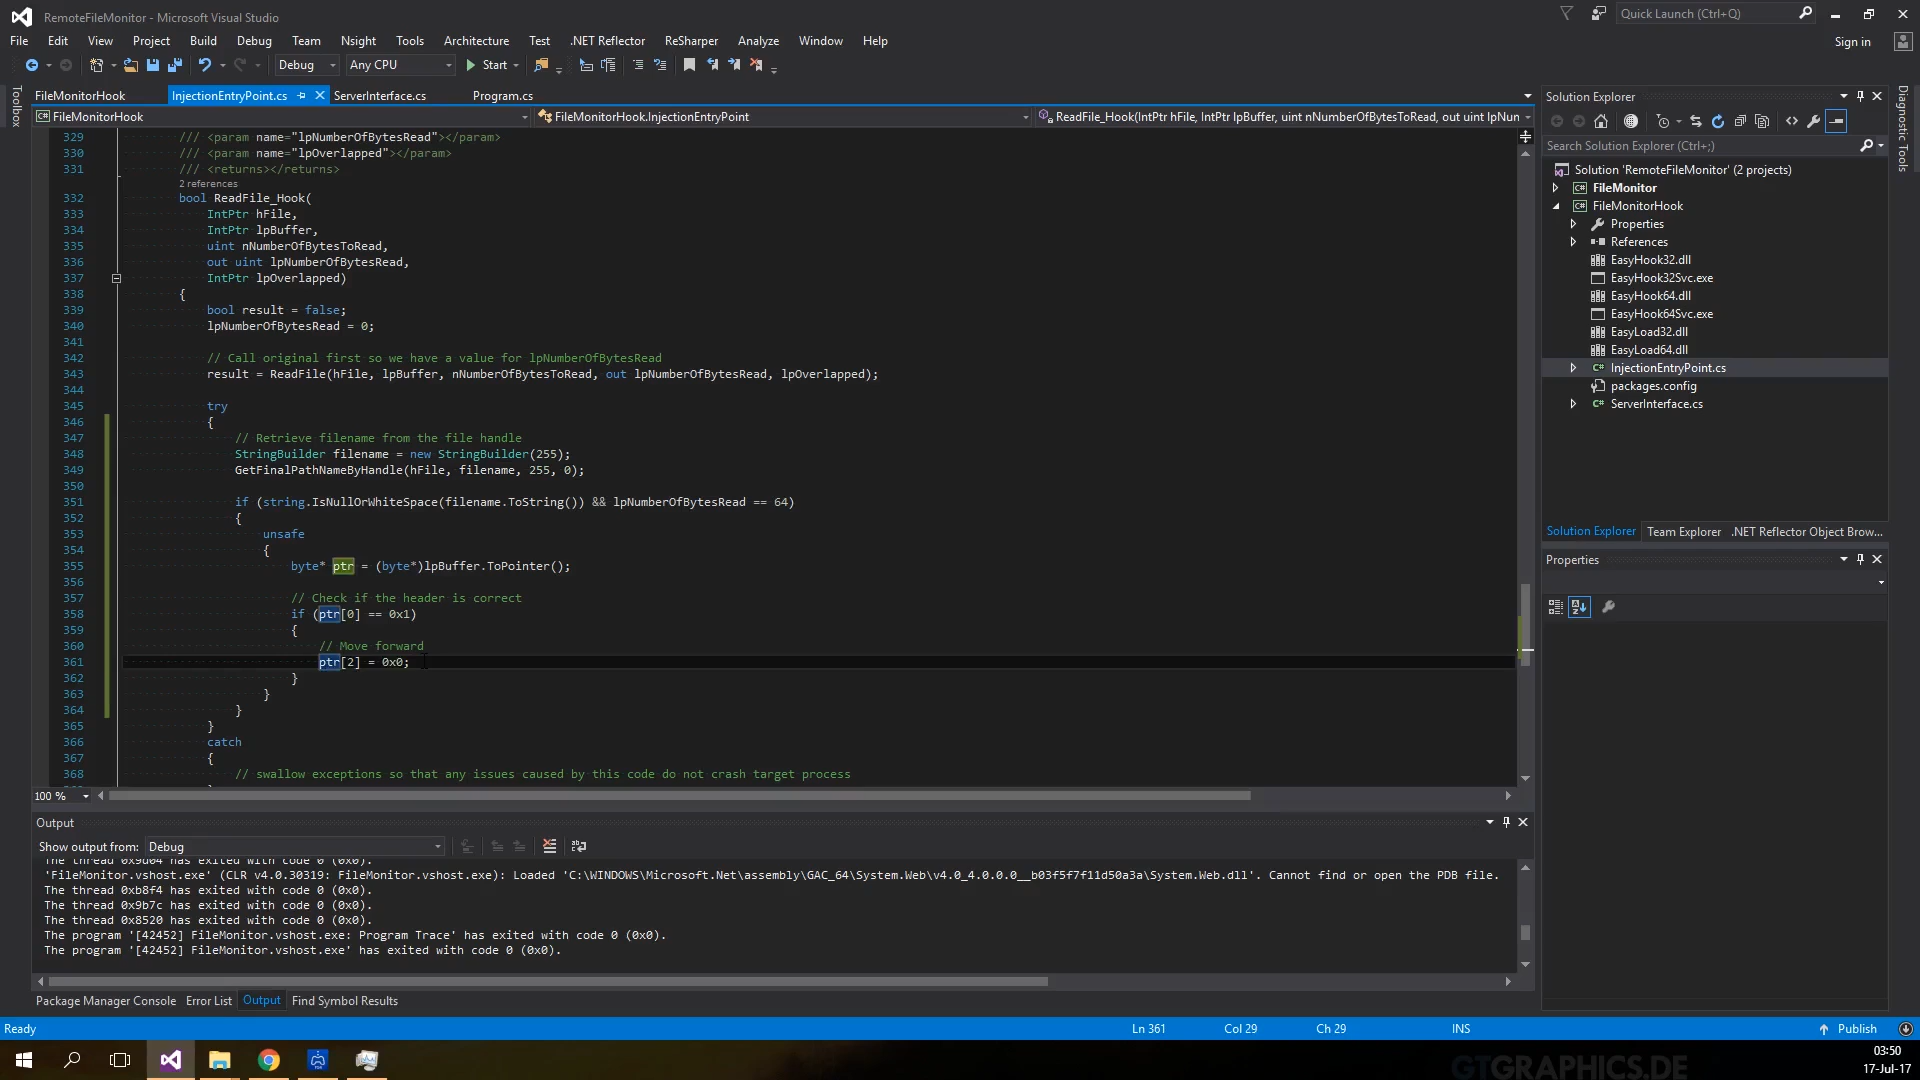 RemoteFileMonitor - Microsoft Visual Studio
Quick Launch (Ctrl+Q)
File Edit View Project Build Debug Team Nsight Tools Architecture Test .NET Reflector ReSharper Analyze Window Help
Sign in
Debug Any CPU Start
Toolbox
FileMonitorHook InjectionEntryPoint.cs ServerInterface.cs Program.cs
FileMonitorHook FileMonitorHook.InjectionEntryPoint ReadFile_Hook(IntPtr hFile, IntPtr lpBuffer, uint nNumberOfBytesToRead, out uint lpNun
329 /// <param name="lpNumberOfBytesRead"></param>
330 /// <param name="lpOverlapped"></param>
331 /// <returns></returns>
2 references
332 bool ReadFile_Hook(
333 IntPtr hFile,
334 IntPtr lpBuffer,
335 uint nNumberOfBytesToRead,
336 out uint lpNumberOfBytesRead,
337 IntPtr lpOverlapped)
338 {
339 bool result = false;
340 lpNumberOfBytesRead = 0;
341
342 // Call original first so we have a value for lpNumberOfBytesRead
343 result = ReadFile(hFile, lpBuffer, nNumberOfBytesToRead, out lpNumberOfBytesRead, lpOverlapped);
344
345 try
346 {
347 // Retrieve filename from the file handle
348 StringBuilder filename = new StringBuilder(255);
349 GetFinalPathNameByHandle(hFile, filename, 255, 0);
350
351 if (string.IsNullOrWhiteSpace(filename.ToString()) && lpNumberOfBytesRead == 64)
352 {
353 unsafe
354 {
355 byte* ptr = (byte*)lpBuffer.ToPointer();
356
357 // Check if the header is correct
358 if (ptr[0] == 0x1)
359 {
360 // Move forward
361 ptr[2] = 0x0;
362 }
363 }
364 }
365 }
366 catch
367 {
368 // swallow exceptions so that any issues caused by this code do not crash target process
100 %
Output
Show output from: Debug
The thread 0x9d04 has exited with code 0 (0x0).
'FileMonitor.vshost.exe' (CLR v4.0.30319: FileMonitor.vshost.exe): Loaded 'C:\WINDOWS\Microsoft.Net\assembly\GAC_64\System.Web\v4.0_4.0.0.0__b03f5f7f11d50a3a\System.Web.dll'. Cannot find or open the PDB file.
The thread 0xb8f4 has exited with code 0 (0x0).
The thread 0x9b7c has exited with code 0 (0x0).
The thread 0x8520 has exited with code 0 (0x0).
The program '[42452] FileMonitor.vshost.exe: Program Trace' has exited with code 0 (0x0).
The program '[42452] FileMonitor.vshost.exe' has exited with code 0 (0x0).
Package Manager Console Error List Output Find Symbol Results
Solution Explorer
Search Solution Explorer (Ctrl+;)
Solution 'RemoteFileMonitor' (2 projects)
FileMonitor
FileMonitorHook
Properties
References
EasyHook32.dll
EasyHook32Svc.exe
EasyHook64.dll
EasyHook64Svc.exe
EasyLoad32.dll
EasyLoad64.dll
InjectionEntryPoint.cs
packages.config
ServerInterface.cs
Solution Explorer Team Explorer .NET Reflector Object Brow...
Properties
Diagnostic Tools
Ready Ln 361 Col 29 Ch 29 INS Publish
GTGRAPHICS.DE
03:50
17-Jul-17